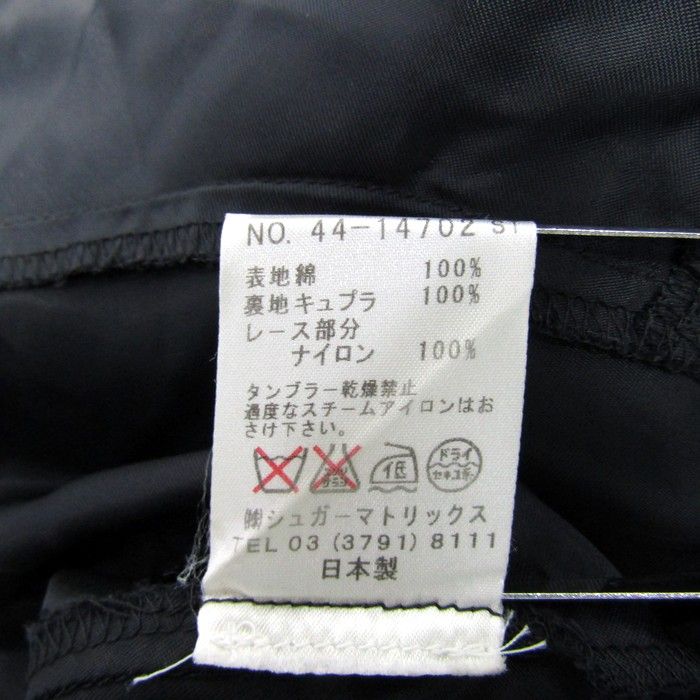 NO. 44-14702 S1
表地綿 100%
裏地キュプラ 100%
レース部分
ナイロン 100%
タンブラー乾燥禁止
過度なスチームアイロンはお
さけ下さい。
低 ドライ
セキユ系
㈱シュガーマトリックス
TEL 03 (3791) 8111
日本製